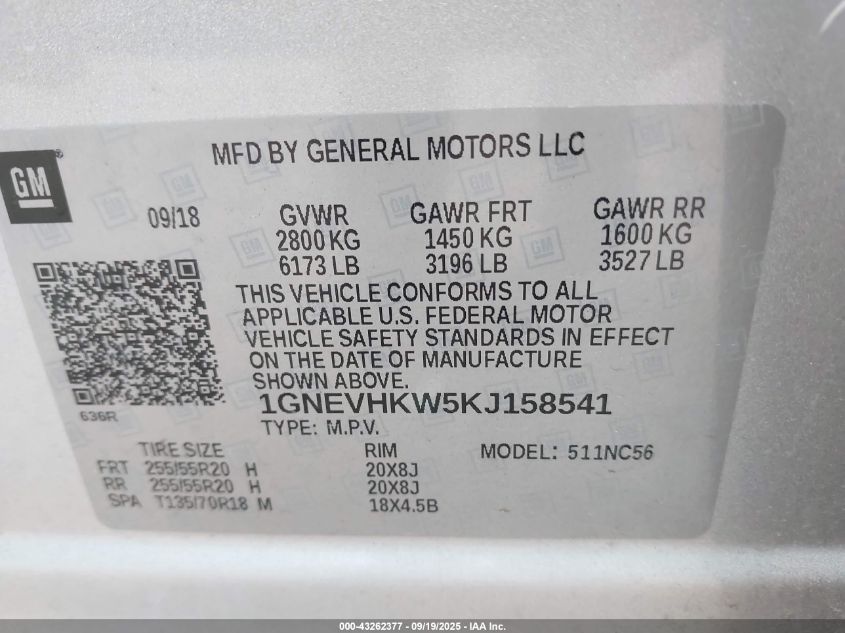 GM
MFD BY GENERAL MOTORS LLC
09/18 GVWR GAWR FRT GAWR RR
2800 KG 1450 KG 1600 KG
6173 LB 3196 LB 3527 LB
THIS VEHICLE CONFORMS TO ALL
APPLICABLE U.S. FEDERAL MOTOR
VEHICLE SAFETY STANDARDS IN EFFECT
ON THE DATE OF MANUFACTURE
SHOWN ABOVE.
636R
1GNEVHKW5KJ158541
TYPE: M.P.V.
TIRE SIZE RIM MODEL: 511NC56
FRT 255/55R20 H 20X8J
RR 255/55R20 H 20X8J
SPA T135/70R18 M 18X4.5B
000-43262377 - 09/19/2025 - IAA Inc.